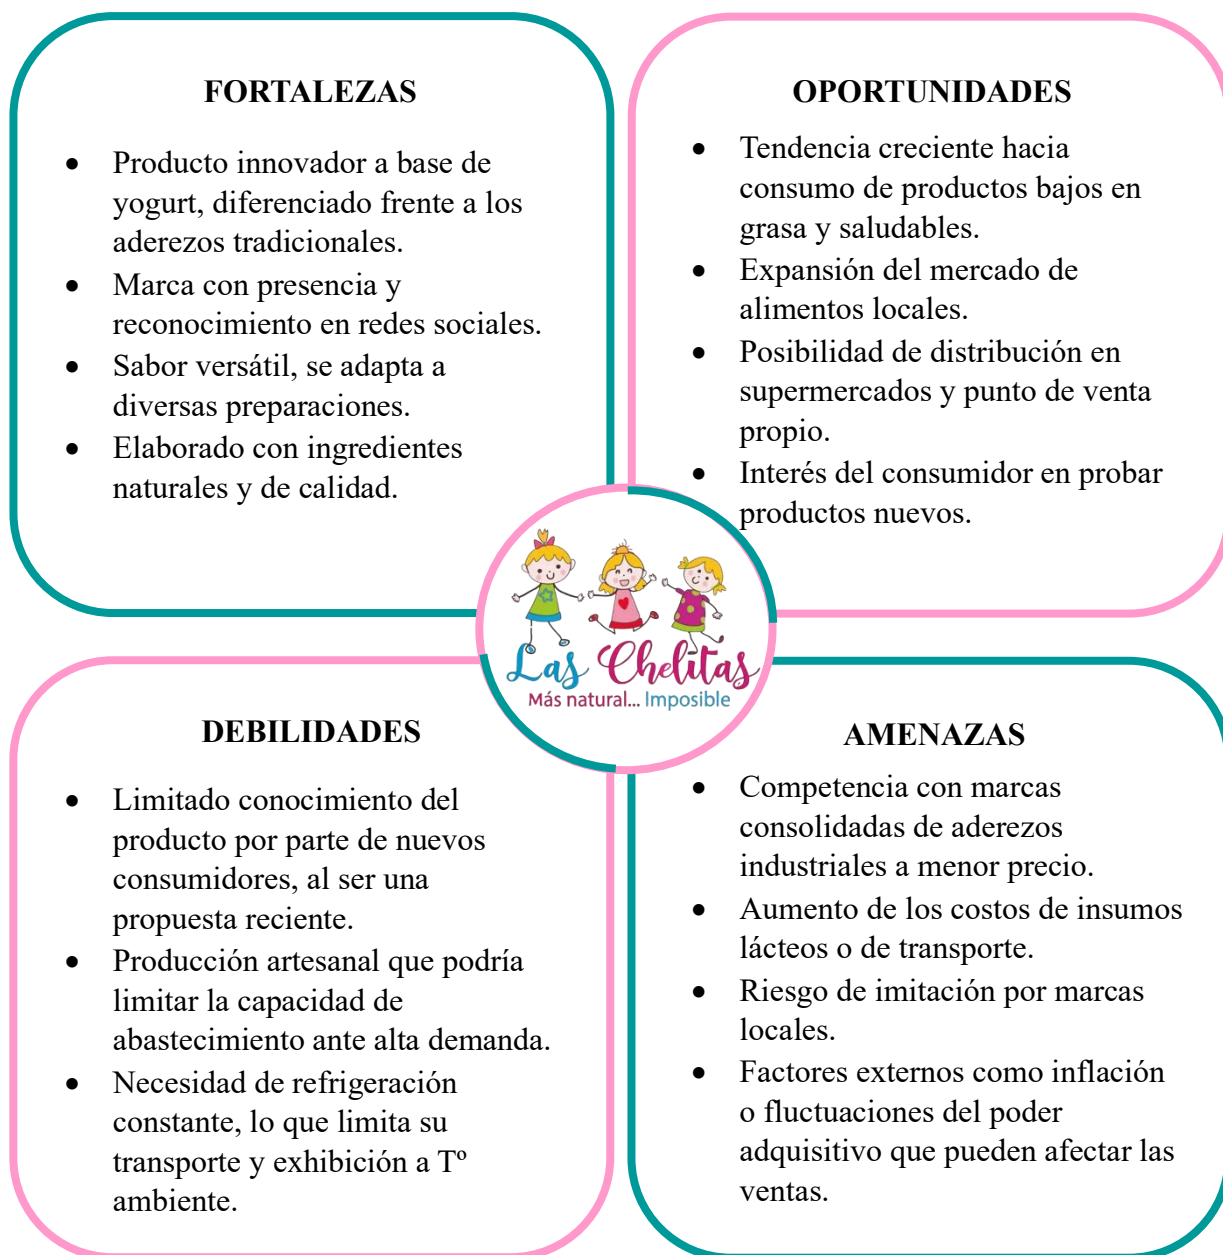 FORTALEZAS
• Producto innovador a base de
yogurt, diferenciado frente a los
aderezos tradicionales.
• Marca con presencia y
reconocimiento en redes sociales.
• Sabor versátil, se adapta a
diversas preparaciones.
• Elaborado con ingredientes
naturales y de calidad.
OPORTUNIDADES
• Tendencia creciente hacia
consumo de productos bajos en
grasa y saludables.
• Expansión del mercado de
alimentos locales.
• Posibilidad de distribución en
supermercados y punto de venta
propio.
• Interés del consumidor en probar
productos nuevos.
Las Chelitas
Más natural... Imposible
DEBILIDADES
• Limitado conocimiento del
producto por parte de nuevos
consumidores, al ser una
propuesta reciente.
• Producción artesanal que podría
limitar la capacidad de
abastecimiento ante alta demanda.
• Necesidad de refrigeración
constante, lo que limita su
transporte y exhibición a Tº
ambiente.
AMENAZAS
• Competencia con marcas
consolidadas de aderezos
industriales a menor precio.
• Aumento de los costos de insumos
lácteos o de transporte.
• Riesgo de imitación por marcas
locales.
• Factores externos como inflación
o fluctuaciones del poder
adquisitivo que pueden afectar las
ventas.